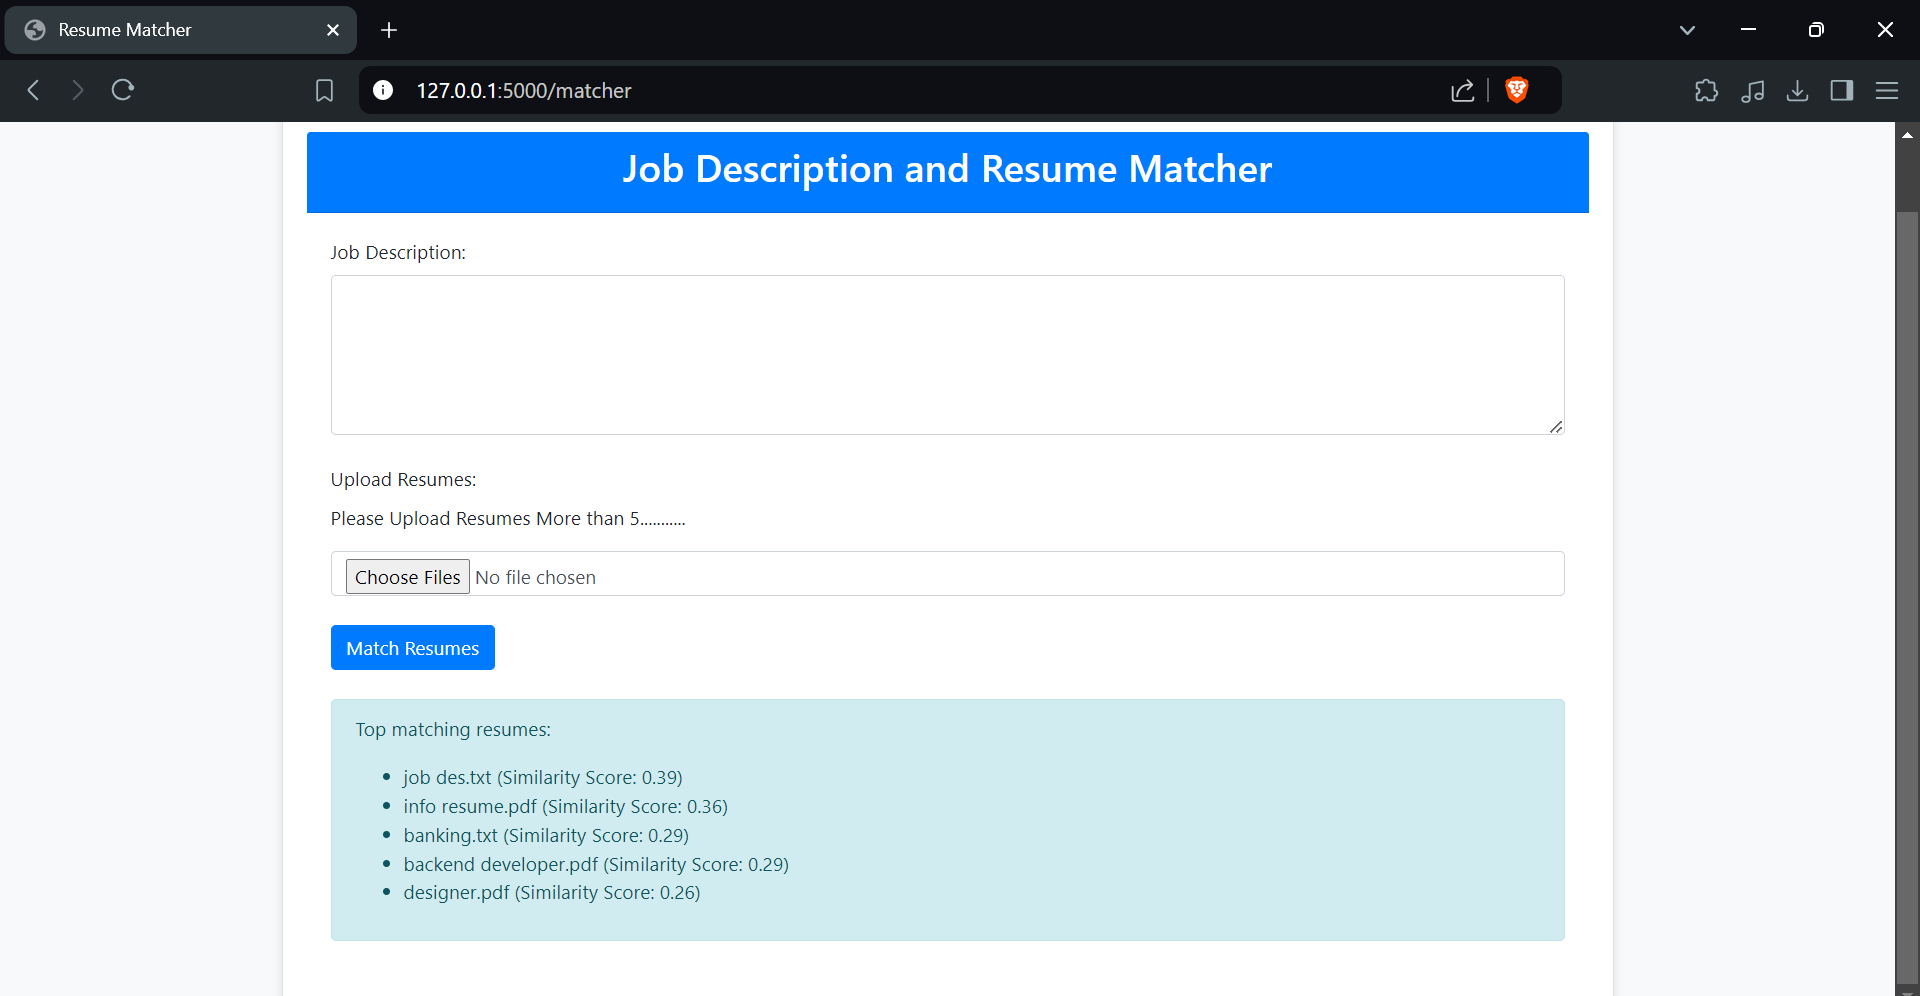 Resume Matcher
127.0.0.1:5000/matcher
Job Description and Resume Matcher
Job Description:
Upload Resumes:
Please Upload Resumes More than 5...........
Choose Files No file chosen
Match Resumes
Top matching resumes:
• job des.txt (Similarity Score: 0.39)
• info resume.pdf (Similarity Score: 0.36)
• banking.txt (Similarity Score: 0.29)
• backend developer.pdf (Similarity Score: 0.29)
• designer.pdf (Similarity Score: 0.26)